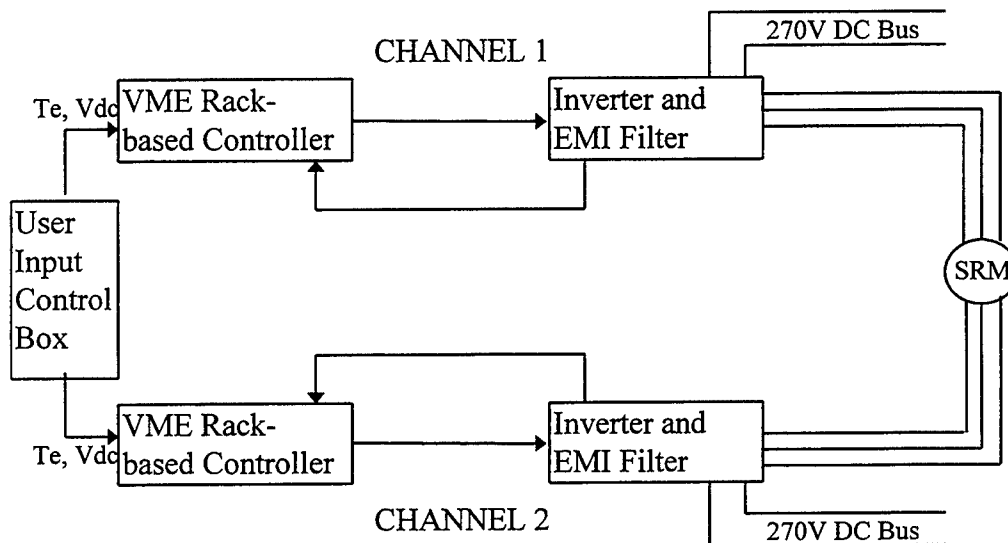 270V DC Bus
CHANNEL 1
Te, Vdc
VME Rack-
based Controller
Inverter and
EMI Filter
User
Input
Control
Box
SRM
VME Rack-
based Controller
Te, Vdc
Inverter and
EMI Filter
CHANNEL 2
270V DC Bus